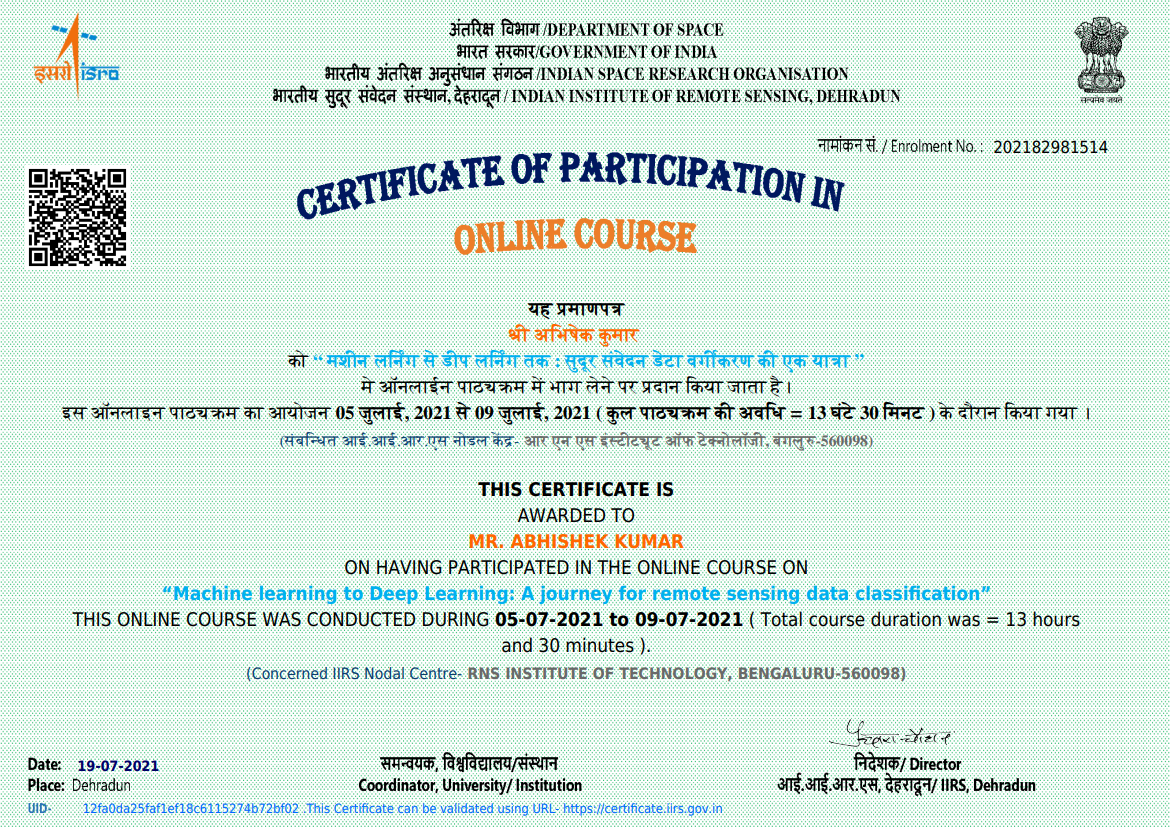 अंतरिक्ष विभाग /DEPARTMENT OF SPACE
भारत सरकार/GOVERNMENT OF INDIA
भारतीय अंतरिक्ष अनुसंधान संगठन /INDIAN SPACE RESEARCH ORGANISATION
भारतीय सुदूर संवेदन संस्थान, देहरादून / INDIAN INSTITUTE OF REMOTE SENSING, DEHRADUN
इसरो isro
सत्यमेव जयते
नामांकन सं. / Enrolment No. : 202182981514
CERTIFICATE OF PARTICIPATION IN
ONLINE COURSE
यह प्रमाणपत्र
श्री अभिषेक कुमार
को “ मशीन लर्निंग से डीप लर्निंग तक : सुदूर संवेदन डेटा वर्गीकरण की एक यात्रा ”
मे ऑनलाईन पाठ्यक्रम में भाग लेने पर प्रदान किया जाता है ।
इस ऑनलाइन पाठ्यक्रम का आयोजन 05 जुलाई, 2021 से 09 जुलाई, 2021 ( कुल पाठ्यक्रम की अवधि = 13 घंटे 30 मिनट ) के दौरान किया गया ।
(संबन्धित आई.आई.आर.एस नोडल केंद्र- आर एन एस इंस्टीटयूट ऑफ टेक्नोलॉजी, बंगलुरु-560098)
THIS CERTIFICATE IS
AWARDED TO
MR. ABHISHEK KUMAR
ON HAVING PARTICIPATED IN THE ONLINE COURSE ON
“Machine learning to Deep Learning: A journey for remote sensing data classification”
THIS ONLINE COURSE WAS CONDUCTED DURING 05-07-2021 to 09-07-2021 ( Total course duration was = 13 hours
and 30 minutes ).
(Concerned IIRS Nodal Centre- RNS INSTITUTE OF TECHNOLOGY, BENGALURU-560098)
Date: 19-07-2021
Place: Dehradun
समन्वयक, विश्वविद्यालय/संस्थान
Coordinator, University/ Institution
निदेशक/ Director
आई.आई.आर.एस, देहरादून/ IIRS, Dehradun
UID- 12fa0da25faf1ef18c6115274b72bf02 .This Certificate can be validated using URL- https://certificate.iirs.gov.in